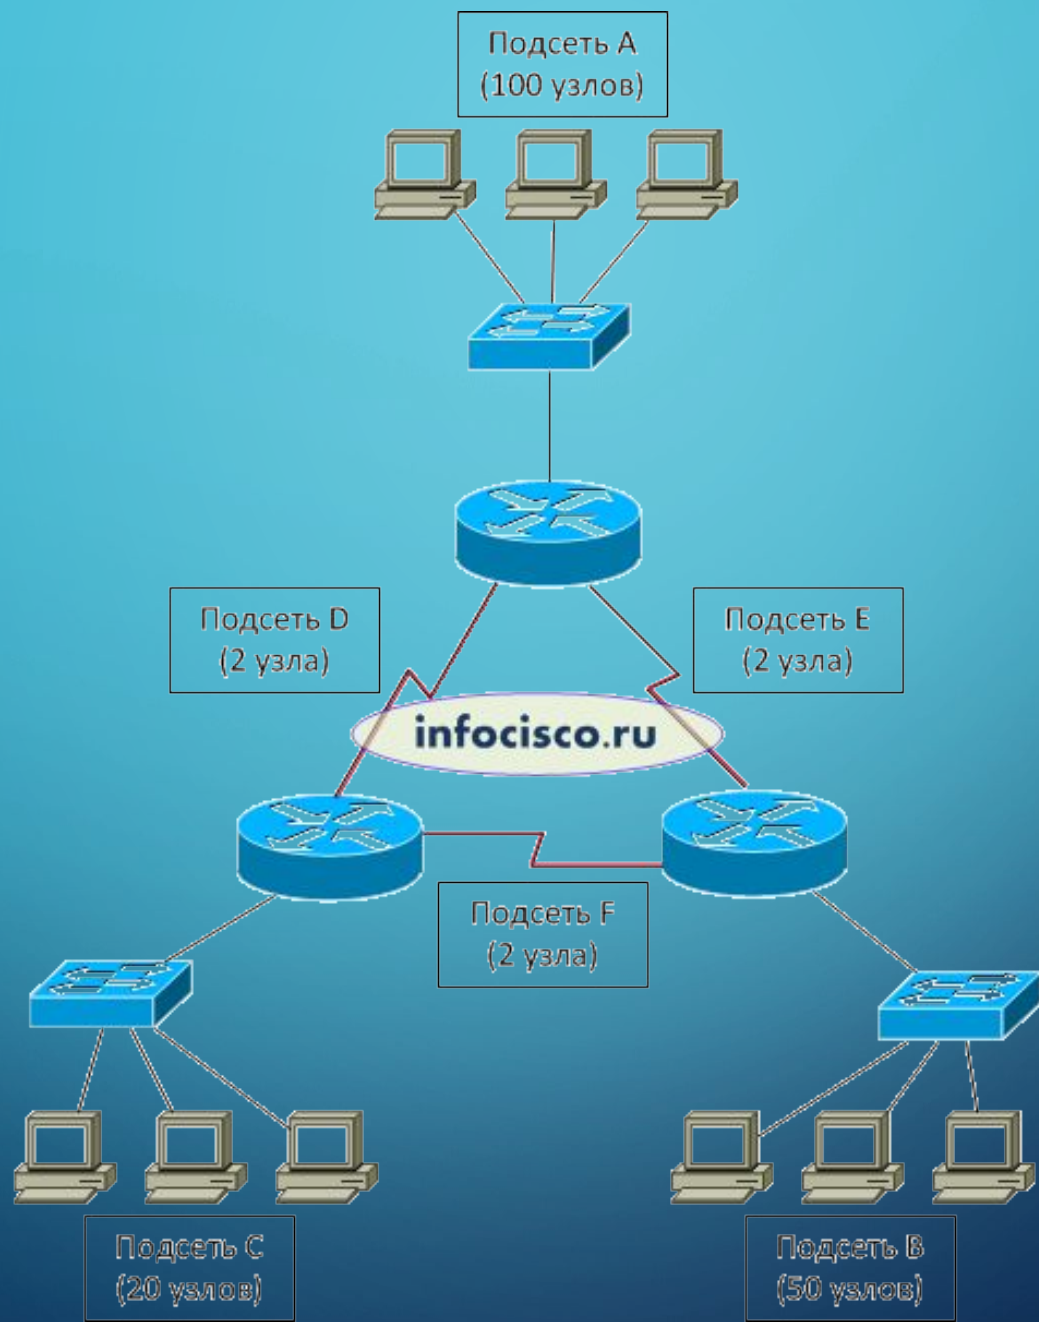 Подсеть A
(100 узлов)
Подсеть D
(2 узла)
Подсеть E
(2 узла)
infocisco.ru
Подсеть F
(2 узла)
Подсеть C
(20 узлов)
Подсеть B
(50 узлов)